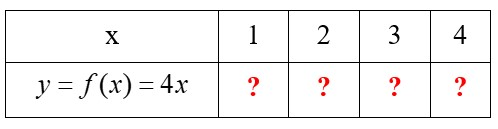 x 1 2 3 4
y = f(x) = 4x ? ? ? ?